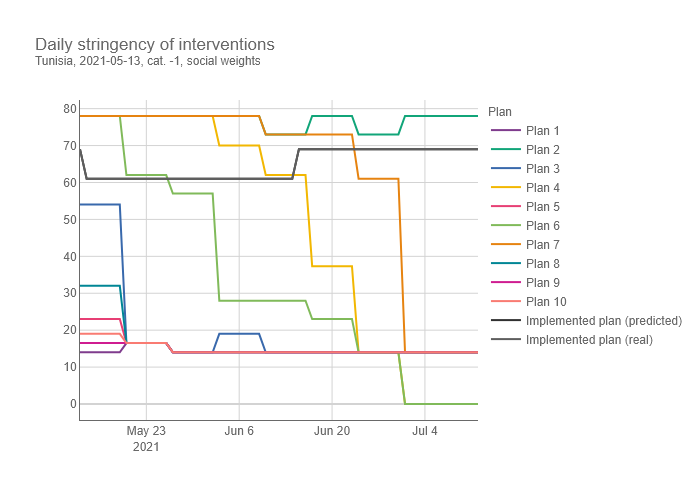 Daily stringency of interventions
Tunisia, 2021-05-13, cat. -1, social weights
80
70
60
50
40
30
20
10
0
May 23
2021
Jun 6
Jun 20
Jul 4
Plan
Plan 1
Plan 2
Plan 3
Plan 4
Plan 5
Plan 6
Plan 7
Plan 8
Plan 9
Plan 10
Implemented plan (predicted)
Implemented plan (real)